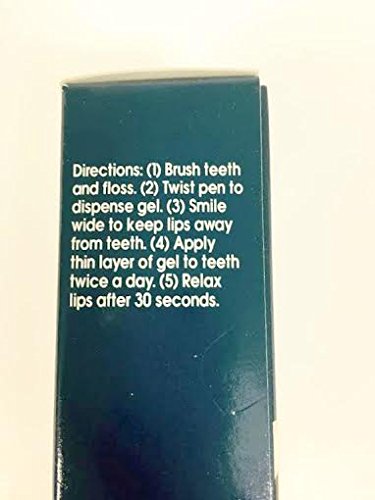 Directions: (1) Brush teeth
and floss. (2) Twist pen to
dispense gel. (3) Smile
wide to keep lips away
from teeth. (4) Apply
thin layer of gel to teeth
twice a day. (5) Relax
lips after 30 seconds.